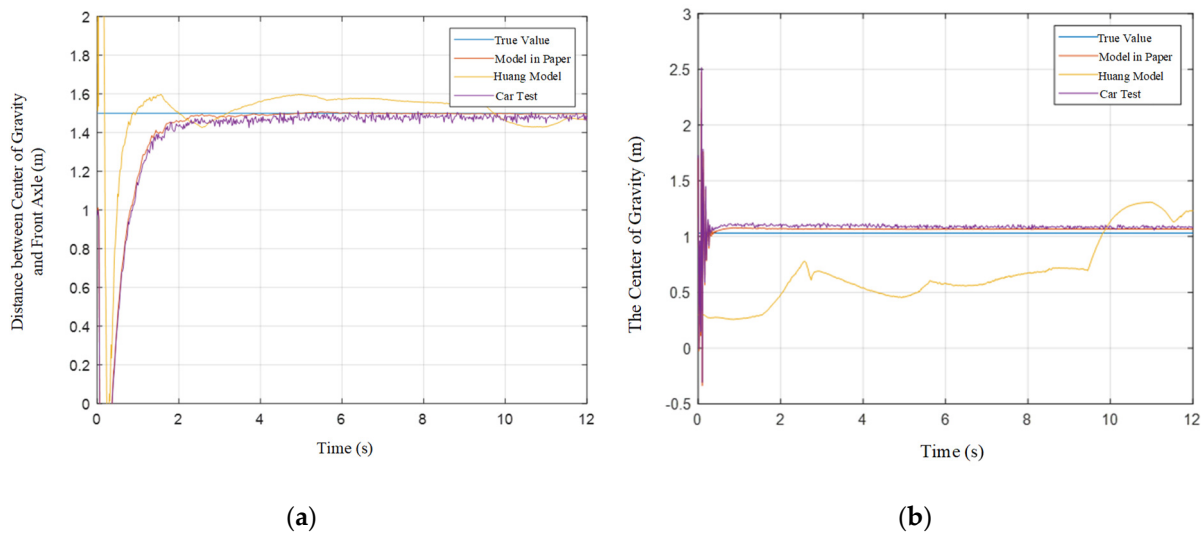 2
1.8
1.6
1.4
1.2
1
0.8
0.6
0.4
0.2
0
0
2
4
6
8
10
12
Distance between Center of Gravity
and Front Axle (m)
Time (s)
True Value
Model in Paper
Huang Model
Car Test
(a)
3
2.5
2
1.5
1
0.5
0
-0.5
0
2
4
6
8
10
12
The Center of Gravity (m)
Time (s)
True Value
Model in Paper
Huang Model
Car Test
(b)